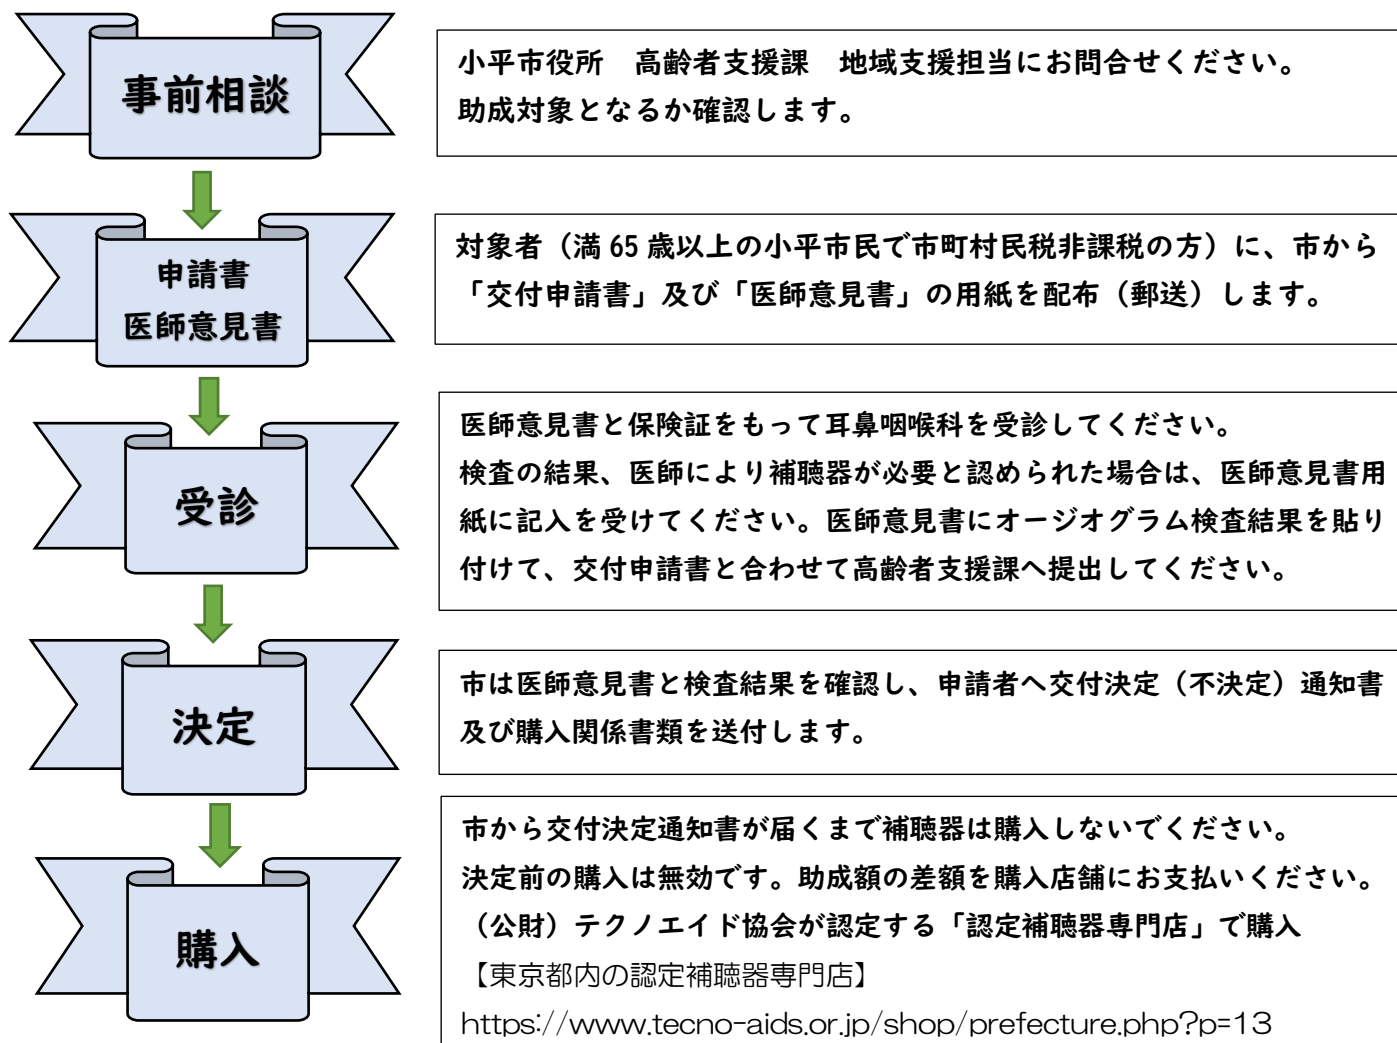 事前相談
小平市役所　高齢者支援課　地域支援担当にお問合せください。
助成対象となるか確認します。
申請書
医師意見書
対象者（満 65 歳以上の小平市民で市町村民税非課税の方）に、市から
「交付申請書」及び「医師意見書」の用紙を配布（郵送）します。
受診
医師意見書と保険証をもって耳鼻咽喉科を受診してください。
検査の結果、医師により補聴器が必要と認められた場合は、医師意見書用
紙に記入を受けてください。医師意見書にオージオグラム検査結果を貼り
付けて、交付申請書と合わせて高齢者支援課へ提出してください。
決定
市は医師意見書と検査結果を確認し、申請者へ交付決定（不決定）通知書
及び購入関係書類を送付します。
購入
市から交付決定通知書が届くまで補聴器は購入しないでください。
決定前の購入は無効です。助成額の差額を購入店舗にお支払いください。
（公財）テクノエイド協会が認定する「認定補聴器専門店」で購入
【東京都内の認定補聴器専門店】
https://www.tecno-aids.or.jp/shop/prefecture.php?p=13